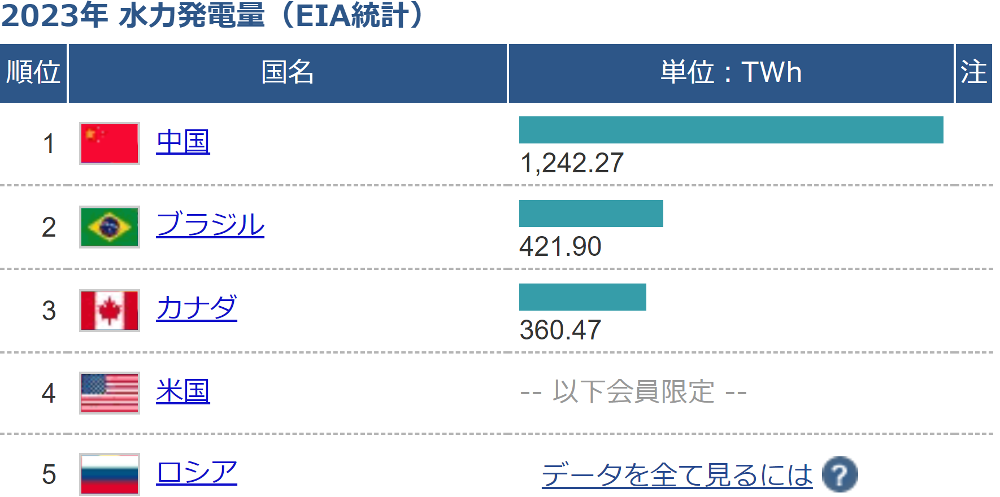 2023年 水力発電量（EIA統計）
順位 国名 単位：TWh 注
1 中国 1,242.27
2 ブラジル 421.90
3 カナダ 360.47
4 米国 -- 以下会員限定 --
5 ロシア データを全て見るには ?